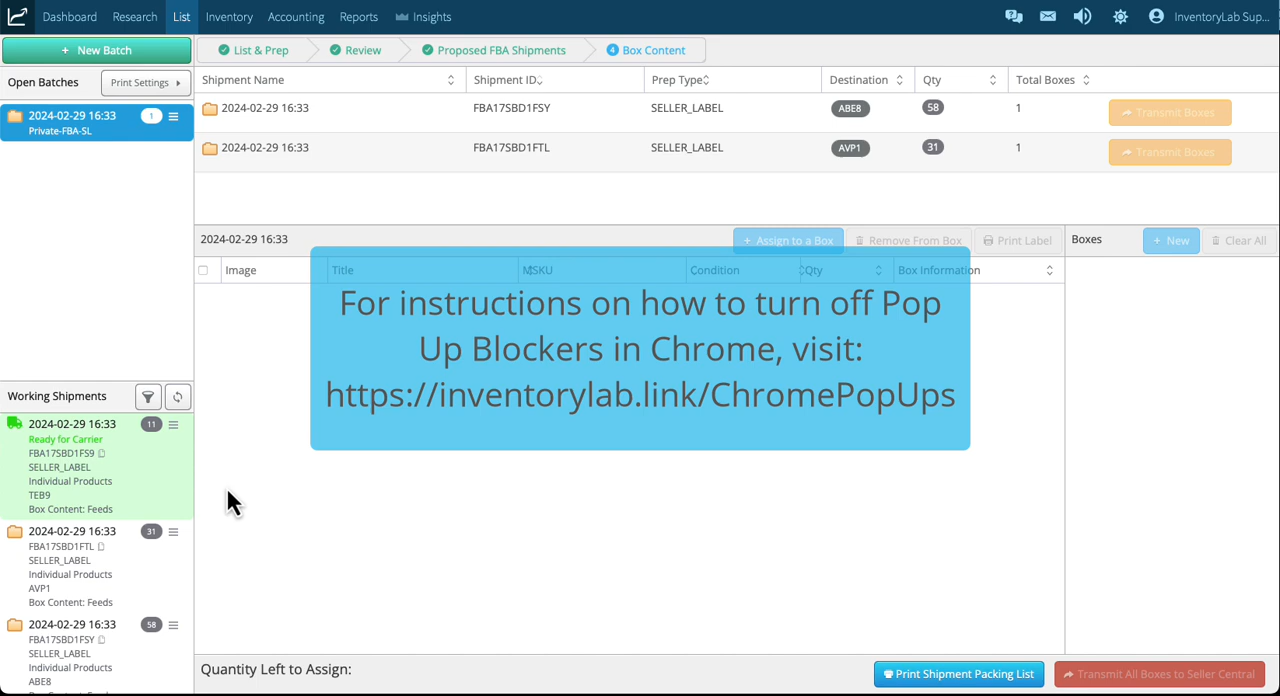 Dashboard Research List Inventory Accounting Reports Insights InventoryLab Sup...
+ New Batch
List & Prep Review Proposed FBA Shipments 4 Box Content
Open Batches Print Settings
2024-02-29 16:33 1
Private-FBA-SL
Shipment Name Shipment ID Prep Type Destination Qty Total Boxes
2024-02-29 16:33 FBA17SBD1FSY SELLER_LABEL ABE8 58 1 Transmit Boxes
2024-02-29 16:33 FBA17SBD1FTL SELLER_LABEL AVP1 31 1 Transmit Boxes
2024-02-29 16:33 + Assign to a Box Remove From Box Print Label
Boxes + New Clear All
Image Title MSKU Condition Qty Box Information
For instructions on how to turn off Pop
Up Blockers in Chrome, visit:
https://inventorylab.link/ChromePopUps
Working Shipments
2024-02-29 16:33 11
Ready for Carrier
FBA17SBD1FS9
SELLER_LABEL
Individual Products
TEB9
Box Content: Feeds
2024-02-29 16:33 31
FBA17SBD1FTL
SELLER_LABEL
Individual Products
AVP1
Box Content: Feeds
2024-02-29 16:33 58
FBA17SBD1FSY
SELLER_LABEL
Individual Products
ABE8
Quantity Left to Assign: Print Shipment Packing List Transmit All Boxes to Seller Central